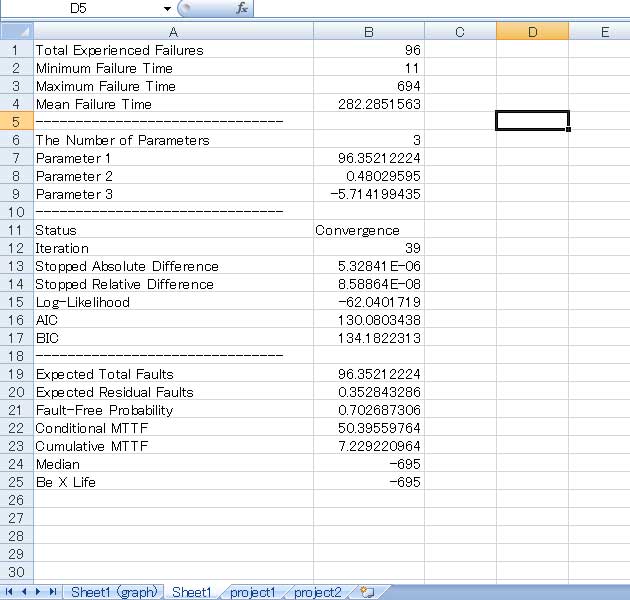 D5 fx
A B C D E
1 Total Experienced Failures 96
2 Minimum Failure Time 11
3 Maximum Failure Time 694
4 Mean Failure Time 282.2851563
5 -------------------------------
6 The Number of Parameters 3
7 Parameter 1 96.35212224
8 Parameter 2 0.48029595
9 Parameter 3 -5.714199435
10 -------------------------------
11 Status Convergence
12 Iteration 39
13 Stopped Absolute Difference 5.32841E-06
14 Stopped Relative Difference 8.58864E-08
15 Log-Likelihood -62.0401719
16 AIC 130.0803438
17 BIC 134.1822313
18 -------------------------------
19 Expected Total Faults 96.35212224
20 Expected Residual Faults 0.352843286
21 Fault-Free Probability 0.702687306
22 Conditional MTTF 50.39559764
23 Cumulative MTTF 7.229220964
24 Median -695
25 Be X Life -695
26
27
28
29
30
Sheet1 (graph) Sheet1 project1 project2